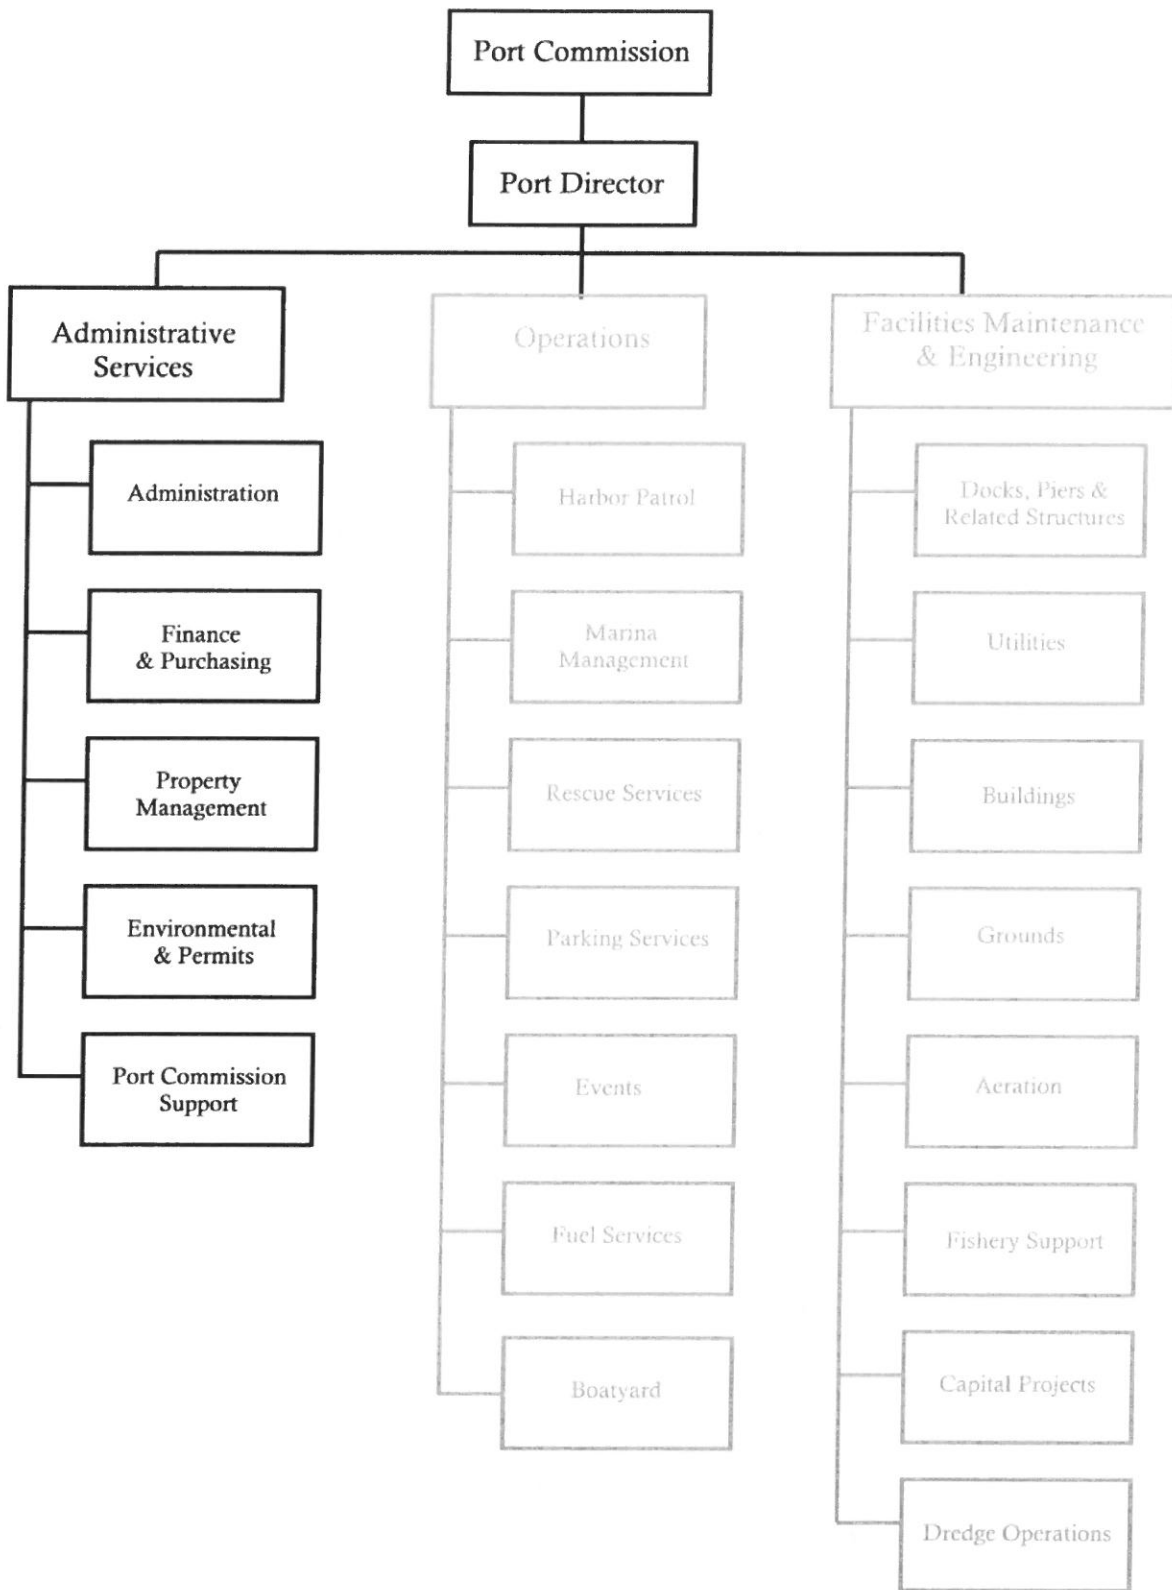 Port Commission
Port Director
Administrative
Services
Administration
Finance
& Purchasing
Property
Management
Environmental
& Permits
Port Commission
Support
Operations
Harbor Patrol
Marina
Management
Rescue Services
Parking Services
Events
Fuel Services
Boatyard
Facilities Maintenance
& Engineering
Docks, Piers &
Related Structures
Utilities
Buildings
Grounds
Aeration
Fishery Support
Capital Projects
Dredge Operations